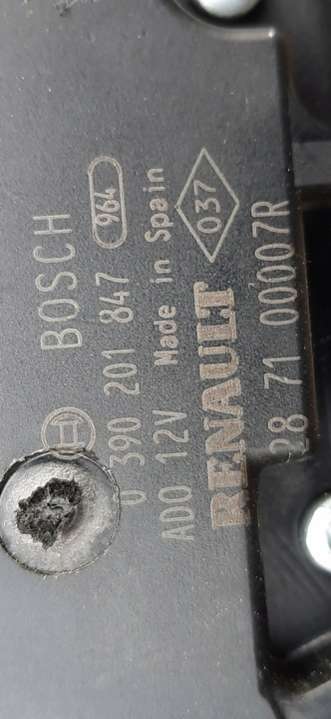 BOSCH
0 390 201 847 964
ADO 12V Made in Spain
RENAULT 037
28 71 00007R